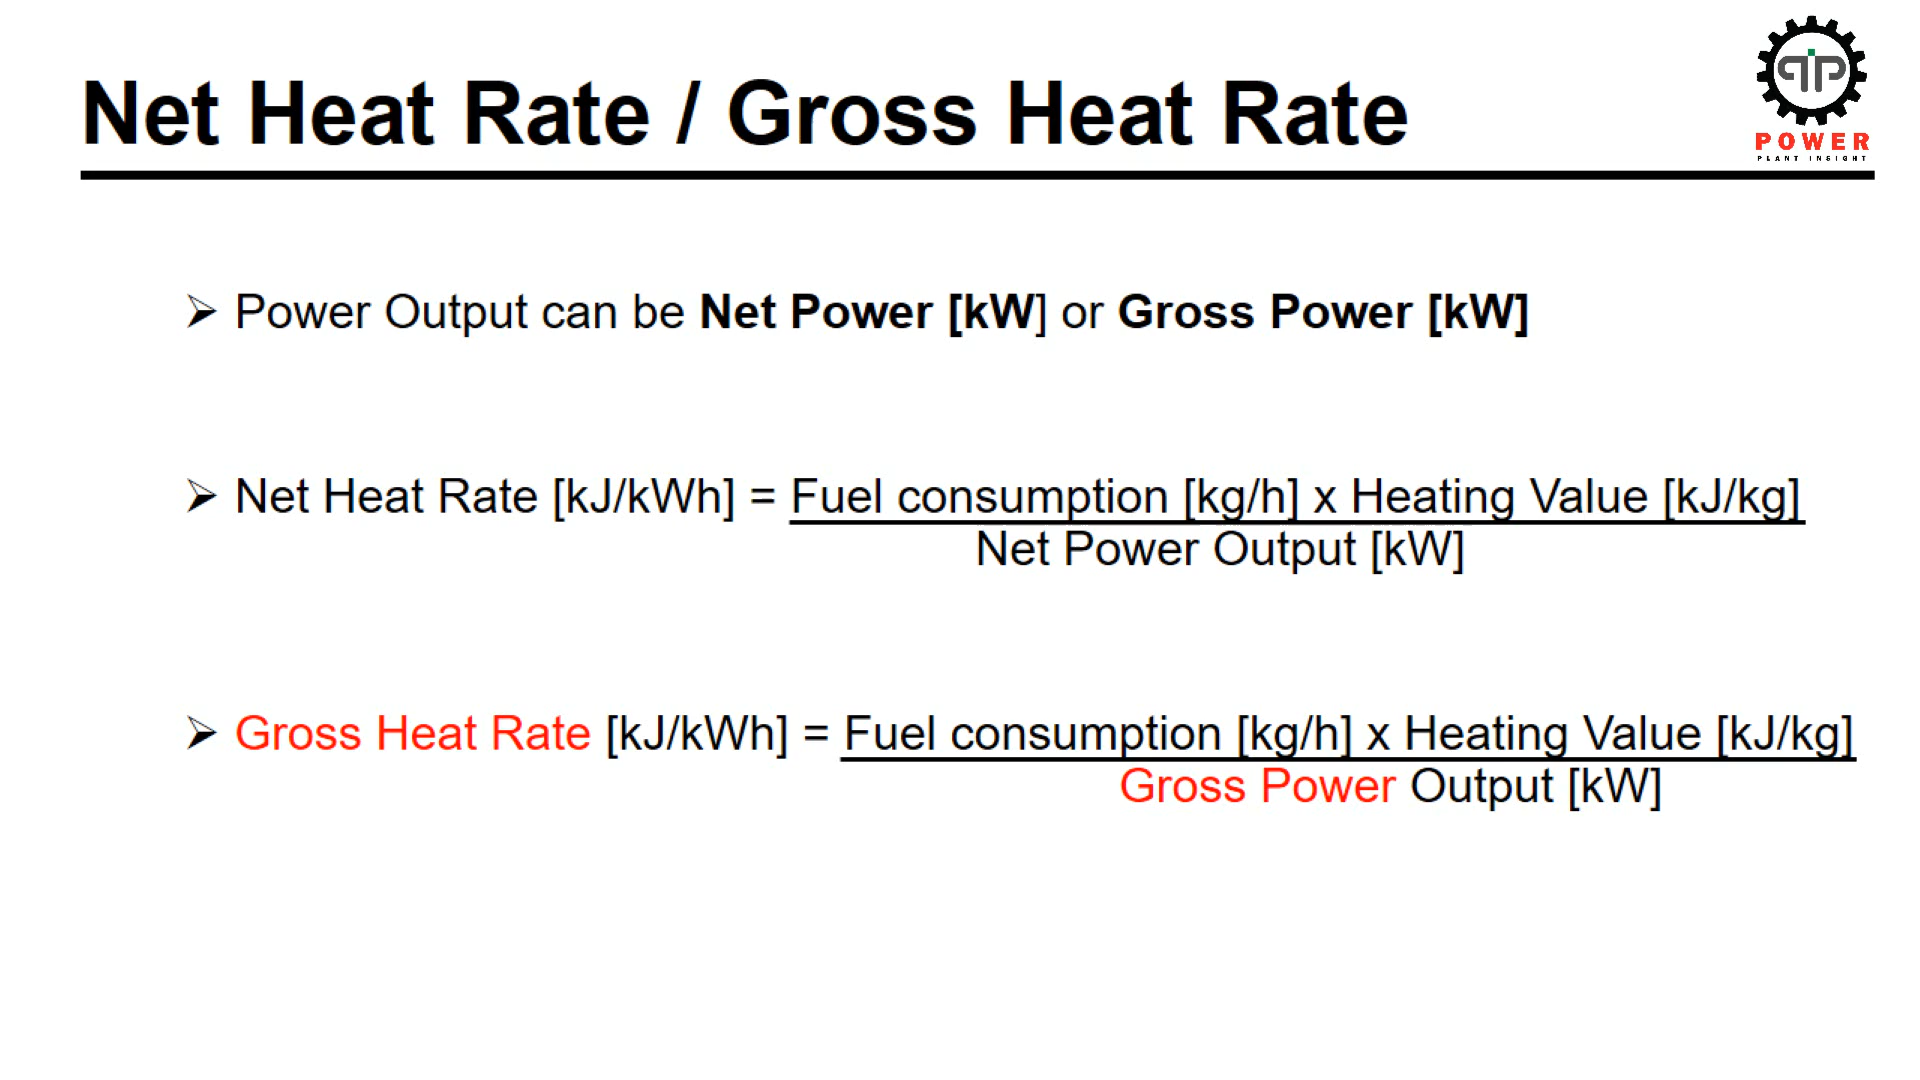 Net Heat Rate / Gross Heat Rate
POWER
PLANT INSIGHT
➢ Power Output can be Net Power [kW] or Gross Power [kW]
➢ Net Heat Rate [kJ/kWh] = Fuel consumption [kg/h] x Heating Value [kJ/kg]
Net Power Output [kW]
➢ Gross Heat Rate [kJ/kWh] = Fuel consumption [kg/h] x Heating Value [kJ/kg]
Gross Power Output [kW]